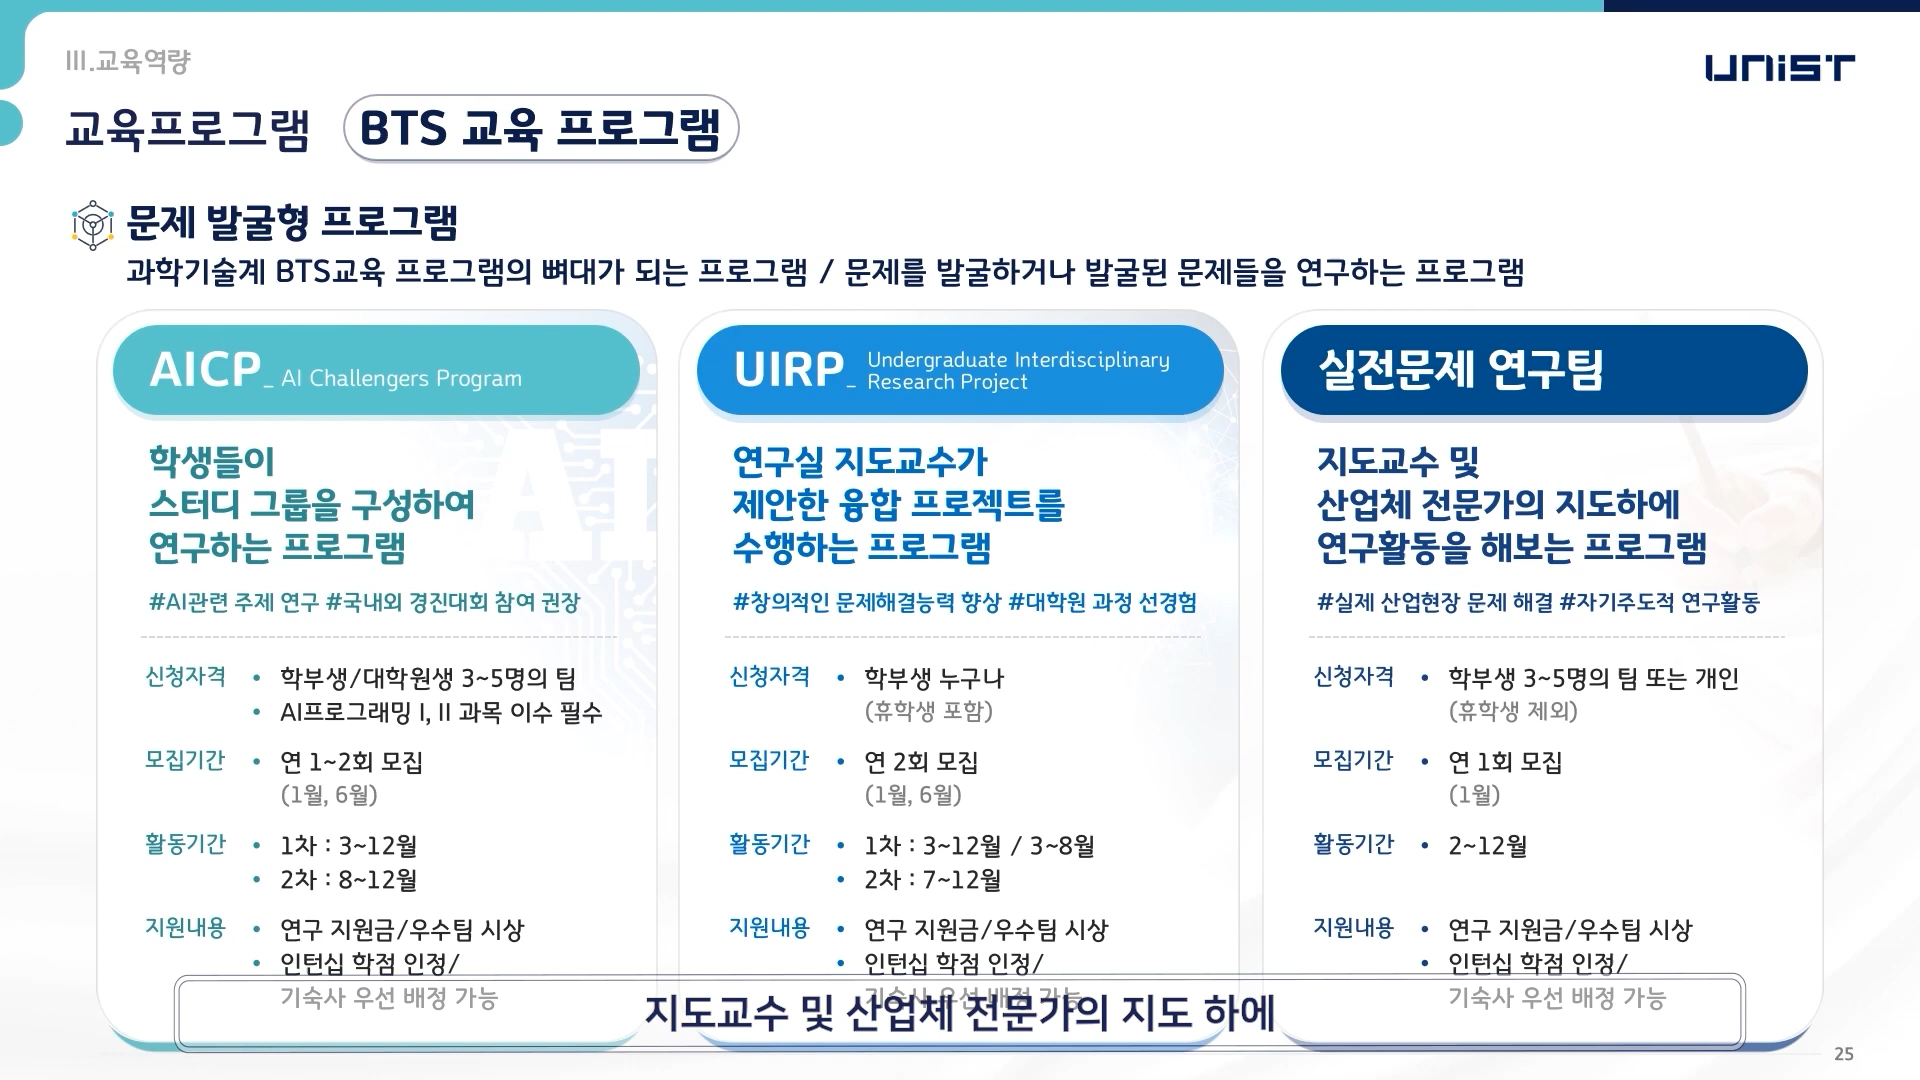 III.교육역량
UNIST
교육프로그램
BTS 교육 프로그램
문제 발굴형 프로그램
과학기술계 BTS교육 프로그램의 뼈대가 되는 프로그램 / 문제를 발굴하거나 발굴된 문제들을 연구하는 프로그램
AICP_ AI Challengers Program
학생들이
스터디 그룹을 구성하여
연구하는 프로그램
#AI관련 주제 연구 #국내외 경진대회 참여 권장
신청자격 • 학부생/대학원생 3~5명의 팀
• AI프로그래밍 I, II 과목 이수 필수
모집기간 • 연 1~2회 모집
(1월, 6월)
활동기간 • 1차 : 3~12월
• 2차 : 8~12월
지원내용 • 연구 지원금/우수팀 시상
• 인턴십 학점 인정/
기숙사 우선 배정 가능
UIRP_ Undergraduate Interdisciplinary
Research Project
연구실 지도교수가
제안한 융합 프로젝트를
수행하는 프로그램
#창의적인 문제해결능력 향상 #대학원 과정 선경험
신청자격 • 학부생 누구나
(휴학생 포함)
모집기간 • 연 2회 모집
(1월, 6월)
활동기간 • 1차 : 3~12월 / 3~8월
• 2차 : 7~12월
지원내용 • 연구 지원금/우수팀 시상
• 인턴십 학점 인정/
기숙사 우선 배정 가능
실전문제 연구팀
지도교수 및
산업체 전문가의 지도하에
연구활동을 해보는 프로그램
#실제 산업현장 문제 해결 #자기주도적 연구활동
신청자격 • 학부생 3~5명의 팀 또는 개인
(휴학생 제외)
모집기간 • 연 1회 모집
(1월)
활동기간 • 2~12월
지원내용 • 연구 지원금/우수팀 시상
• 인턴십 학점 인정/
기숙사 우선 배정 가능
지도교수 및 산업체 전문가의 지도 하에
25